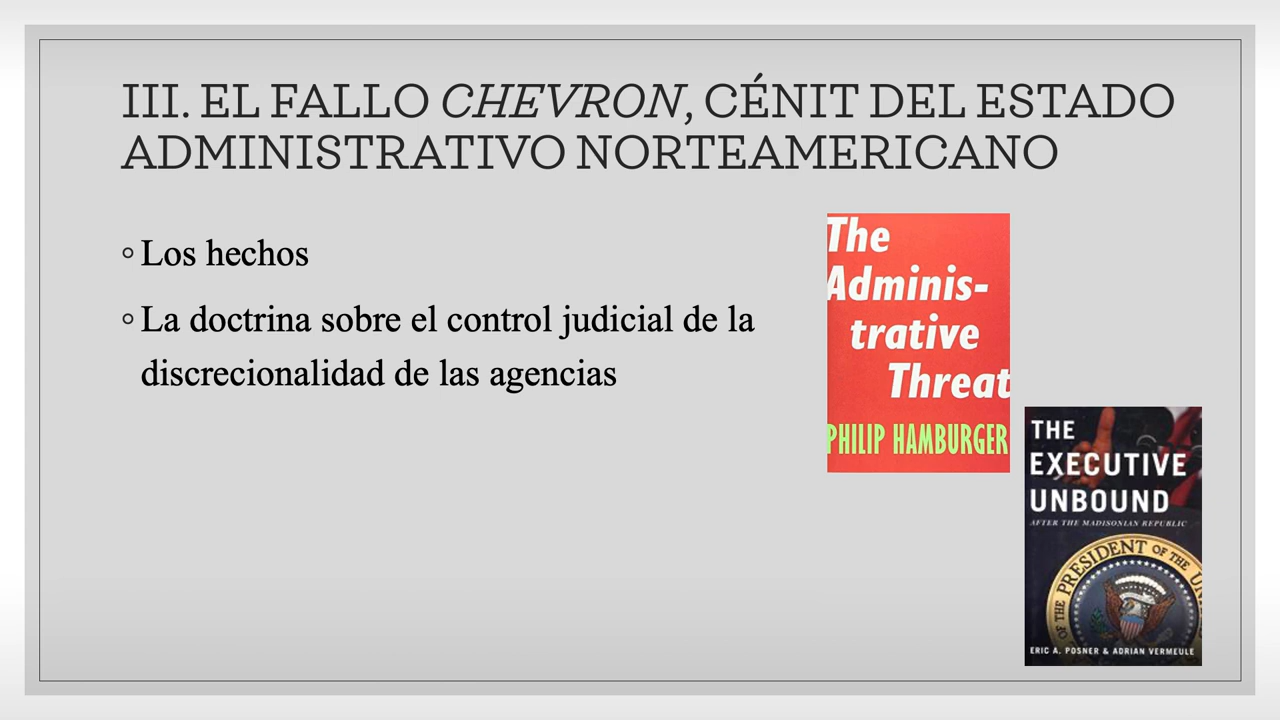 III. EL FALLO CHEVRON, CÉNIT DEL ESTADO
ADMINISTRATIVO NORTEAMERICANO
Los hechos
La doctrina sobre el control judicial de la
discrecionalidad de las agencias
The
Adminis-
trative
Threat
PHILIP HAMBURGER
THE
EXECUTIVE
UNBOUND
AFTER THE MADISONIAN REPUBLIC
OF THE PRESIDENT OF THE UN
ERIC A. POSNER & ADRIAN VERMEULE